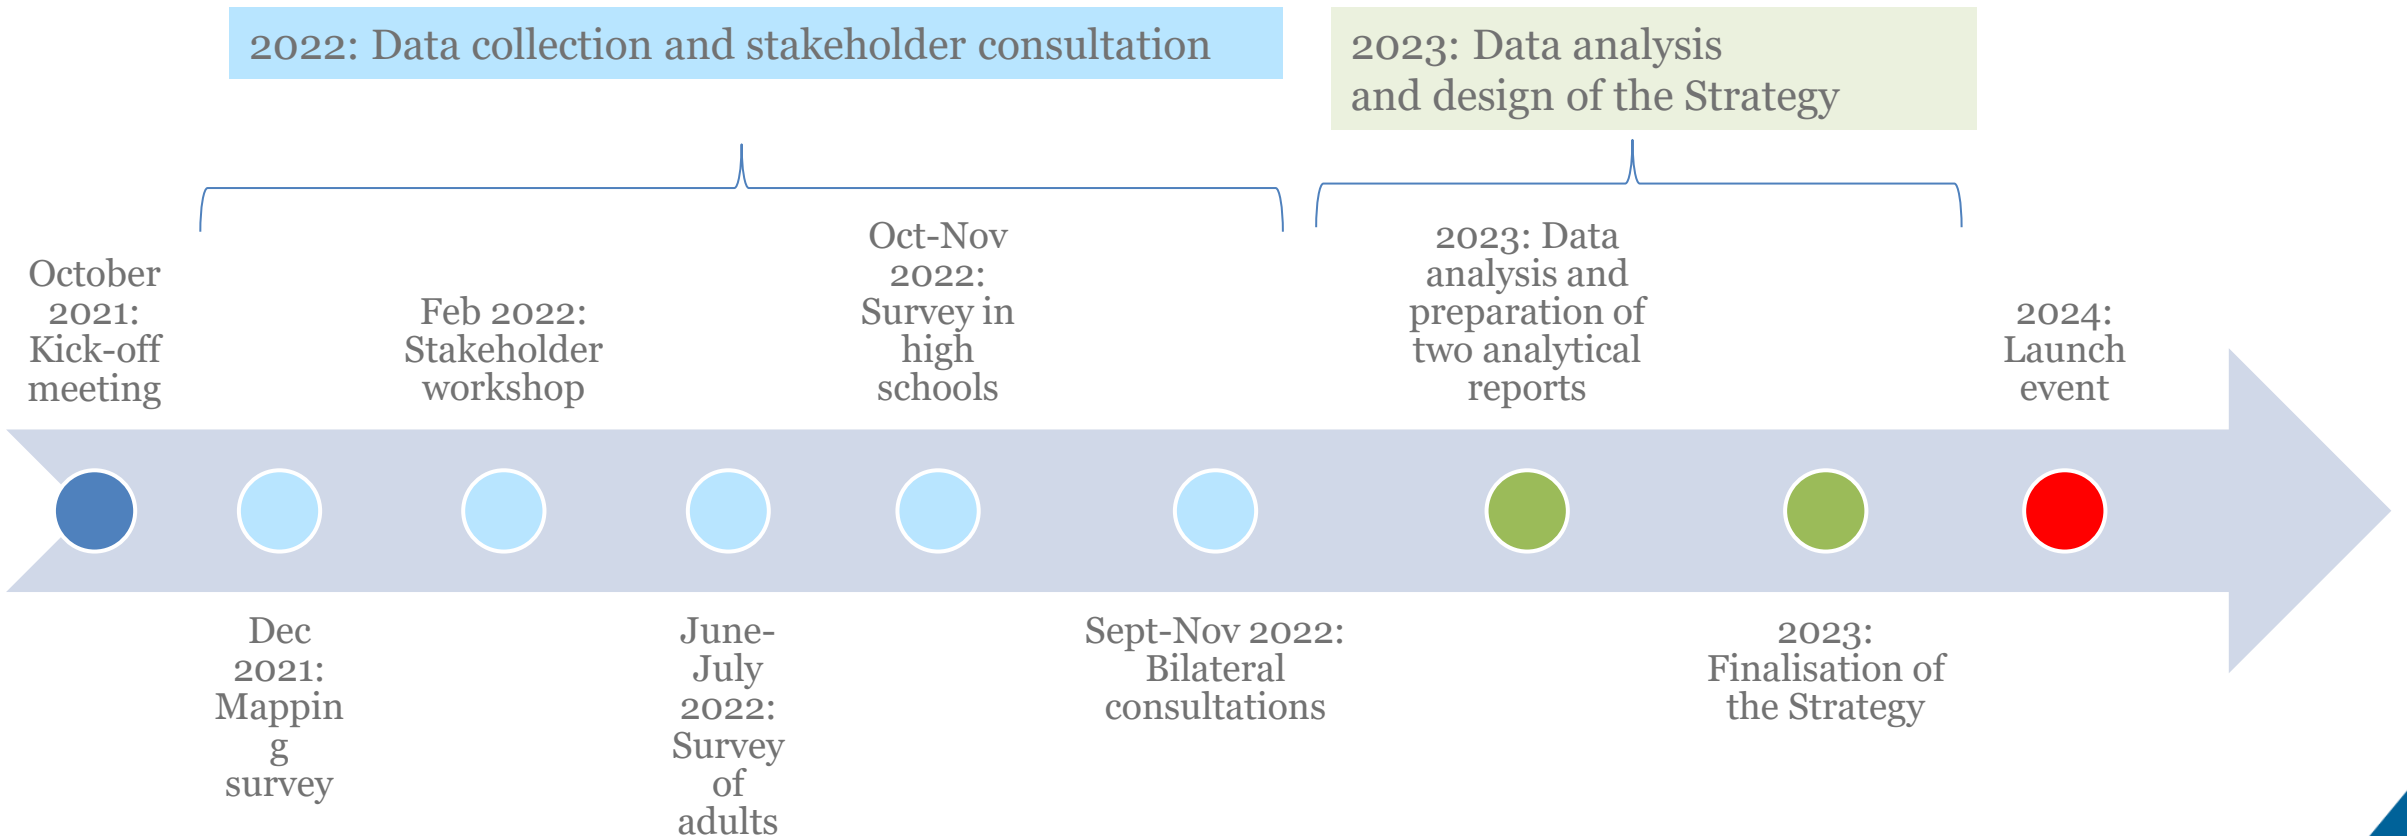 2022: Data collection and stakeholder consultation
2023: Data analysis
and design of the Strategy
October
2021:
Kick-off
meeting
Feb 2022:
Stakeholder
workshop
Oct-Nov
2022:
Survey in
high
schools
2023: Data
analysis and
preparation of
two analytical
reports
2024:
Launch
event
Dec
2021:
Mappin
g
survey
June-
July
2022:
Survey
of
adults
Sept-Nov 2022:
Bilateral
consultations
2023:
Finalisation of
the Strategy